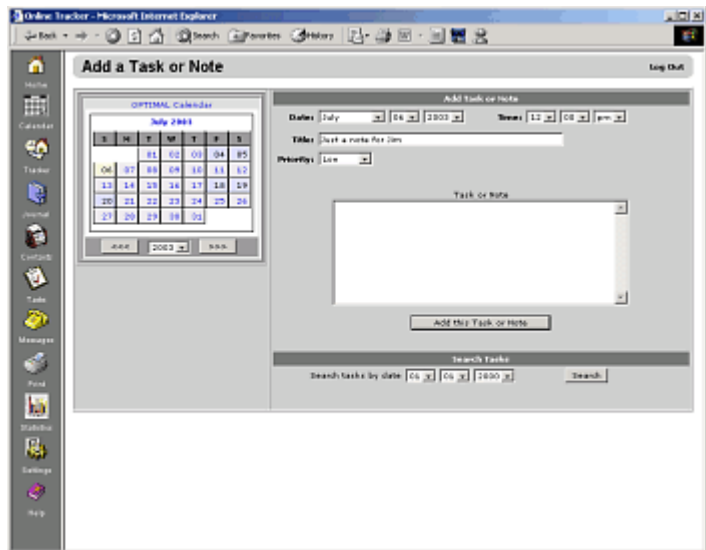 Online Tracker - Microsoft Internet Explorer
Back
Search Favorites History
Add a Task or Note
Log Out
Home
Calendar
Tracker
Journal
Contacts
Tasks
Messages
Print
Statistics
Settings
Help
OPTIMAL Calendar
July 2003
S M T W T F S
01 02 03 04 05
06 07 08 09 10 11 12
13 14 15 16 17 18 19
20 21 22 23 24 25 26
27 28 29 30 31
<<< 2003 >>>
Add Task or Note
Date: July 06 2003 Time: 12 00 pm
Title: Just a note for Jim
Priority: Low
Task or Note
Add this Task or Note
Search Tasks
Search tasks by date 06 06 2000 Search